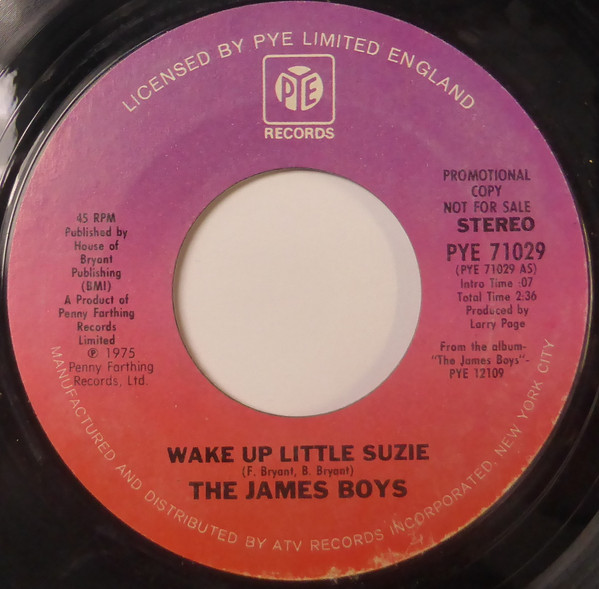 LICENSED BY PYE LIMITED ENGLAND
PYE
RECORDS
PROMOTIONAL
COPY
NOT FOR SALE
STEREO
PYE 71029
(PYE 71029 AS)
Intro Time :07
Total Time 2:36
Produced by
Larry Page
From the album-
"The James Boys"-
PYE 12109
45 RPM
Published by
House of
Bryant
Publishing
(BMI)
A Product of
Penny Farthing
Records
Limited
℗ 1975
Penny Farthing
Records, Ltd.
WAKE UP LITTLE SUZIE
(F. Bryant, B. Bryant)
THE JAMES BOYS
MANUFACTURED AND DISTRIBUTED BY ATV RECORDS INCORPORATED, NEW YORK CITY